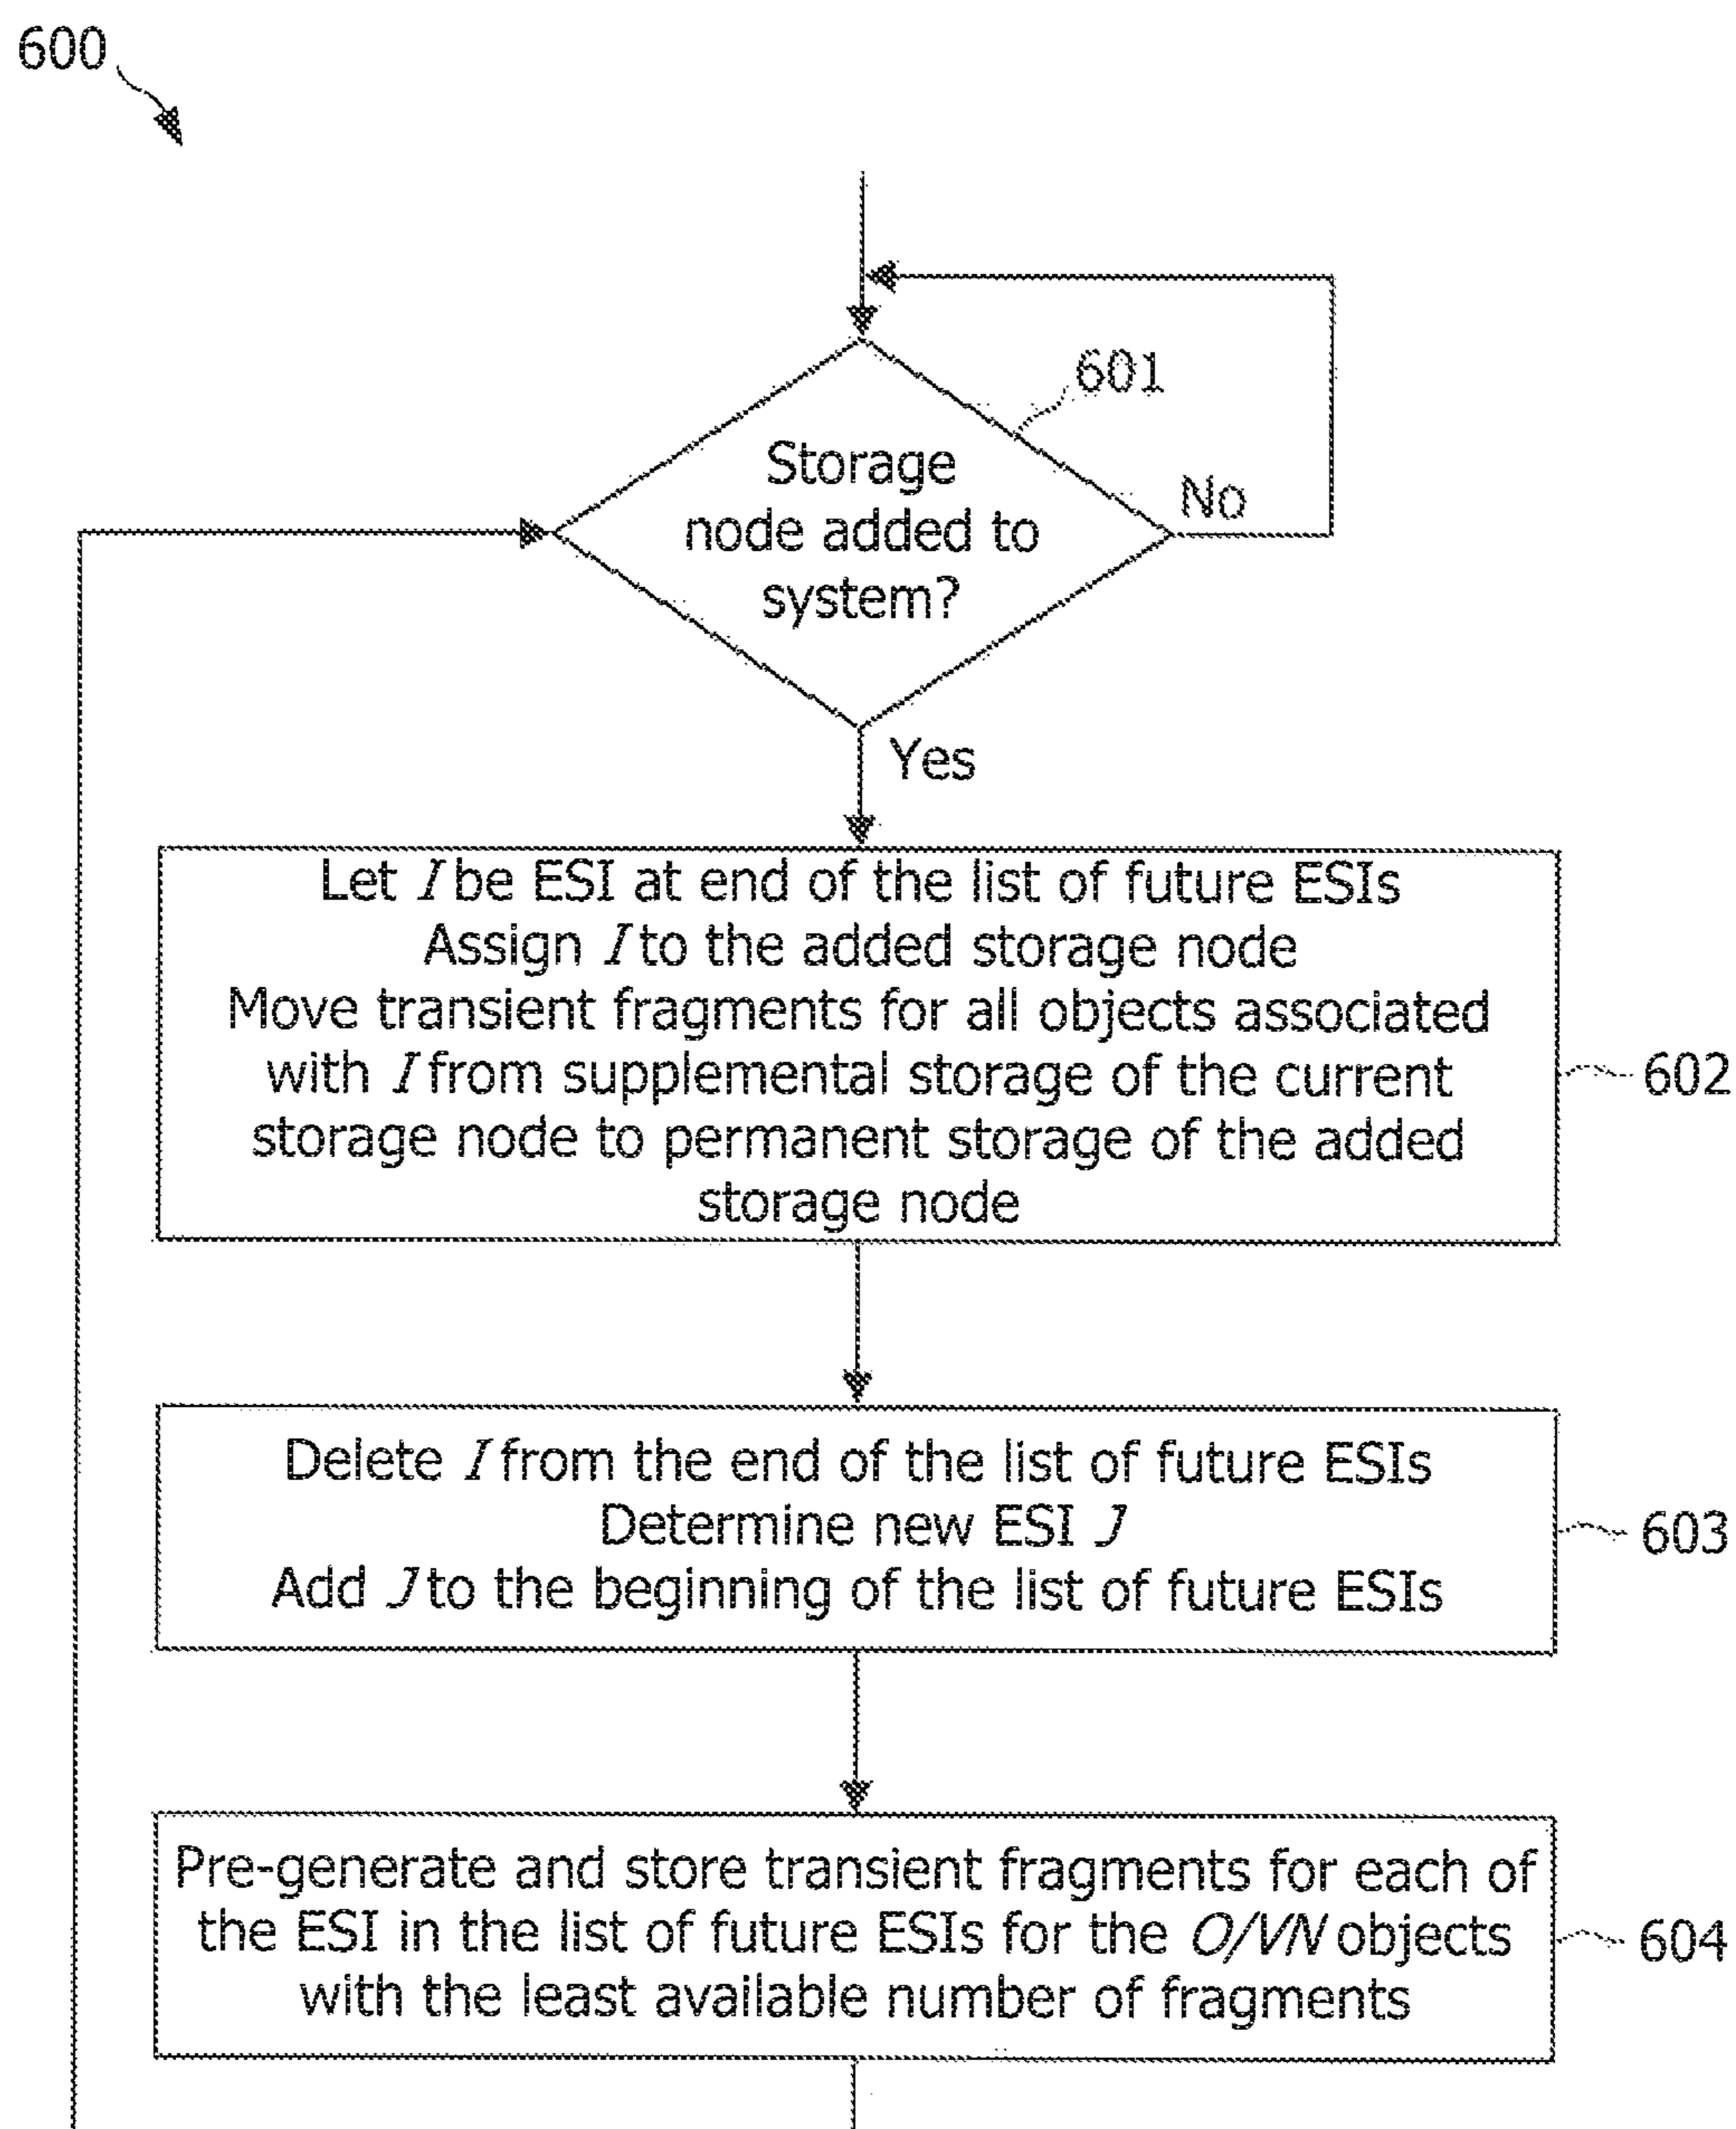 600
601
Storage
node added to
system?
No
Yes
Let I be ESI at end of the list of future ESIs
Assign I to the added storage node
Move transient fragments for all objects associated
with I from supplemental storage of the current
storage node to permanent storage of the added
storage node
602
Delete I from the end of the list of future ESIs
Determine new ESI J
Add J to the beginning of the list of future ESIs
603
Pre-generate and store transient fragments for each of
the ESI in the list of future ESIs for the O/VN objects
with the least available number of fragments
604